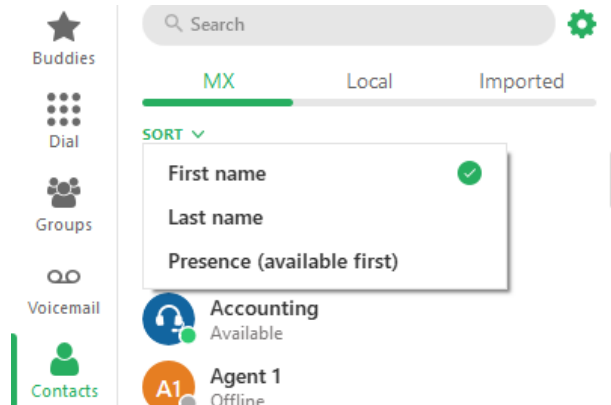 Search
Buddies
MX Local Imported
Dial
SORT
First name
Last name
Presence (available first)
Groups
Voicemail
Accounting
Available
Contacts
A1
Agent 1
Offline